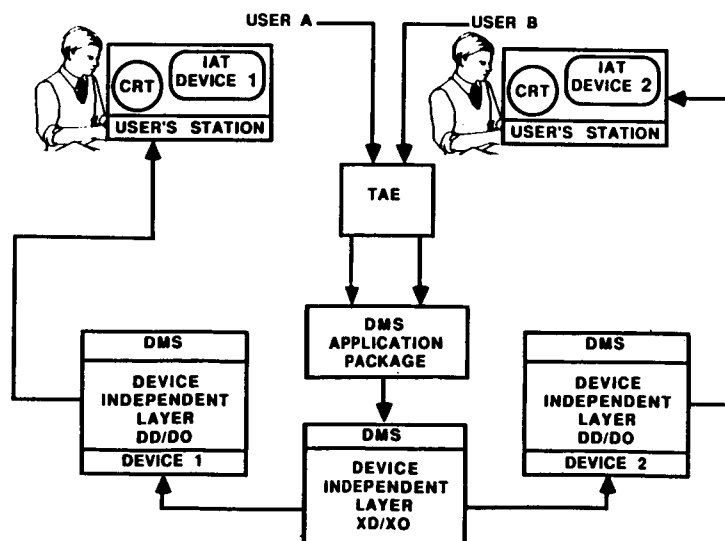 USER A
USER B
CRT
IAT
DEVICE 1
USER'S STATION
CRT
IAT
DEVICE 2
USER'S STATION
TAE
DMS
APPLICATION
PACKAGE
DMS
DEVICE
INDEPENDENT
LAYER
DD/DO
DEVICE 1
DMS
DEVICE
INDEPENDENT
LAYER
XD/XO
DMS
DEVICE
INDEPENDENT
LAYER
DD/DO
DEVICE 2